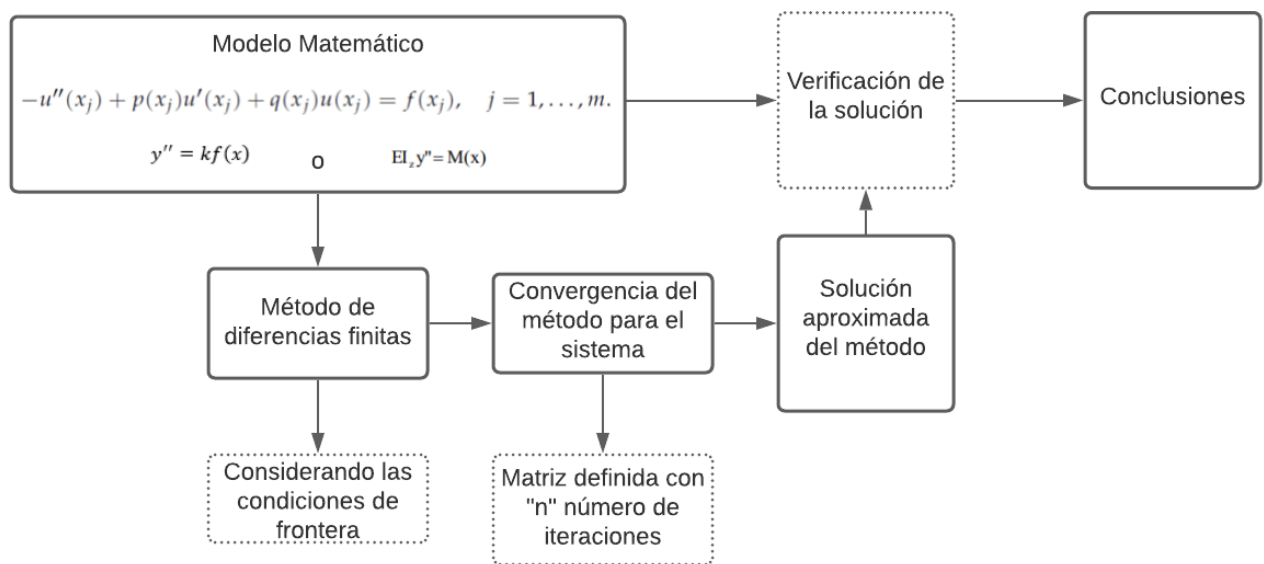 Modelo Matemático
−u′′(xⱼ) + p(xⱼ)u′(xⱼ) + q(xⱼ)u(xⱼ) = f(xⱼ),   j = 1, . . . , m.
y′′ = kf(x) o EI_z y"= M(x)
Verificación de
la solución
Conclusiones
Método de
diferencias finitas
Convergencia del
método para el
sistema
Solución
aproximada
del método
Considerando las
condiciones de
frontera
Matriz definida con
"n" número de
iteraciones